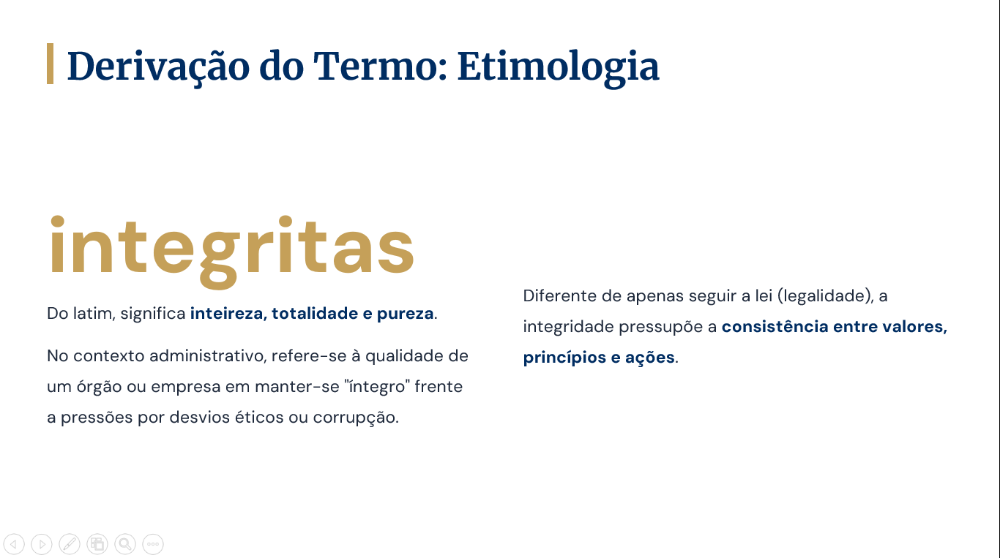 Derivação do Termo: Etimologia
integritas
Do latim, significa inteireza, totalidade e pureza.
No contexto administrativo, refere-se à qualidade de
um órgão ou empresa em manter-se "íntegro" frente
a pressões por desvios éticos ou corrupção.
Diferente de apenas seguir a lei (legalidade), a
integridade pressupõe a consistência entre valores,
princípios e ações.